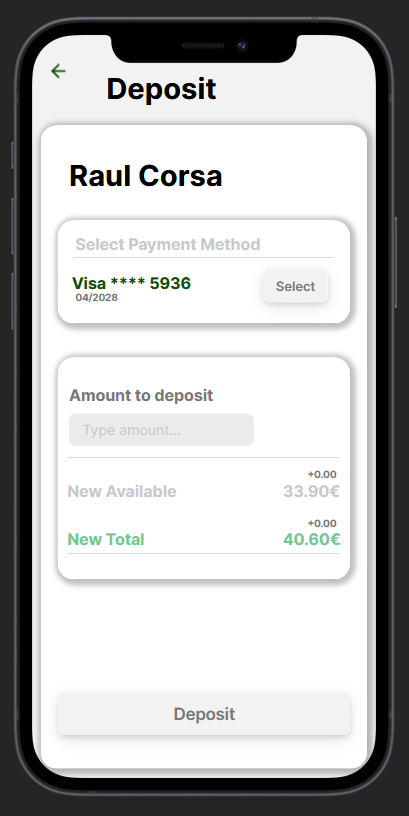 Deposit
Raul Corsa
Select Payment Method
Visa **** 5936
Select
04/2028
Amount to deposit
Type amount...
+0.00
New Available 33.90€
+0.00
New Total 40.60€
Deposit